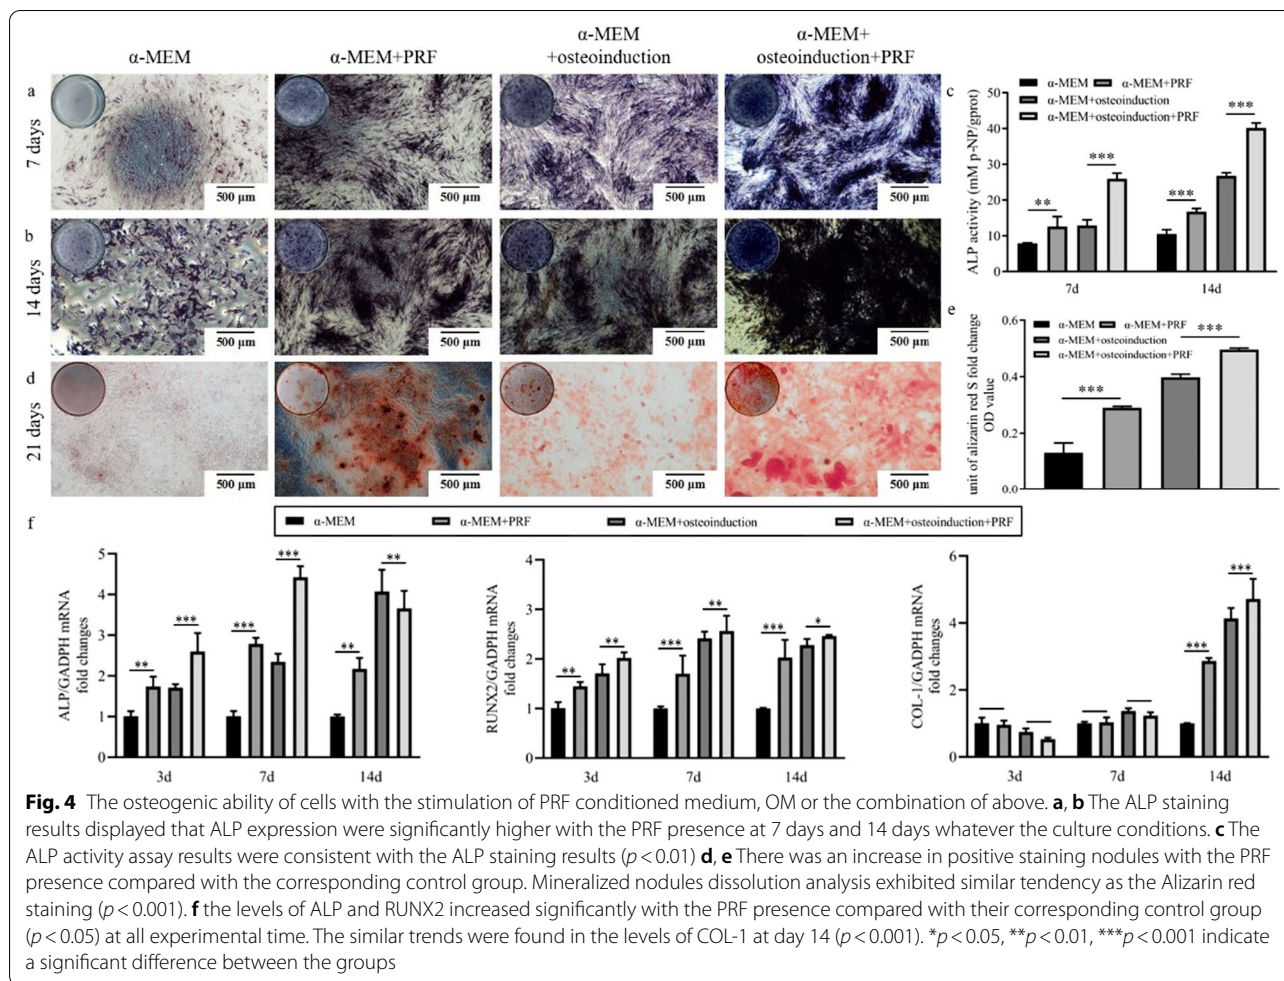 α-MEM
α-MEM+PRF
α-MEM
+osteoinduction
α-MEM+
osteoinduction+PRF
a
7 days
500 μm
500 μm
500 μm
500 μm
b
14 days
500 μm
500 μm
500 μm
500 μm
d
21 days
500 μm
500 μm
500 μm
500 μm
c
α-MEM
α-MEM+PRF
α-MEM+osteoinduction
α-MEM+osteoinduction+PRF
ALP activity (mM p-NP/gprot)
50
40
30
20
10
0
**
***
***
***
7d
14d
e
α-MEM
α-MEM+PRF
α-MEM+osteoinduction
α-MEM+osteoinduction+PRF
unit of alizarin red S fold change
OD value
0.6
0.4
0.2
0.0
***
***
f
α-MEM
α-MEM+PRF
α-MEM+osteoinduction
α-MEM+osteoinduction+PRF
ALP/GADPH mRNA
fold changes
5
4
3
2
1
0
**
***
***
***
**
**
3d
7d
14d
RUNX2/GADPH mRNA
fold changes
4
3
2
1
0
**
**
***
**
***
*
3d
7d
14d
COL-1/GADPH mRNA
fold changes
6
4
2
0
***
***
3d
7d
14d
Fig. 4 The osteogenic ability of cells with the stimulation of PRF conditioned medium, OM or the combination of above. a, b The ALP staining
results displayed that ALP expression were significantly higher with the PRF presence at 7 days and 14 days whatever the culture conditions. c The
ALP activity assay results were consistent with the ALP staining results (p < 0.01) d, e There was an increase in positive staining nodules with the PRF
presence compared with the corresponding control group. Mineralized nodules dissolution analysis exhibited similar tendency as the Alizarin red
staining (p < 0.001). f the levels of ALP and RUNX2 increased significantly with the PRF presence compared with their corresponding control group
(p < 0.05) at all experimental time. The similar trends were found in the levels of COL-1 at day 14 (p < 0.001). *p < 0.05, **p < 0.01, ***p < 0.001 indicate
a significant difference between the groups